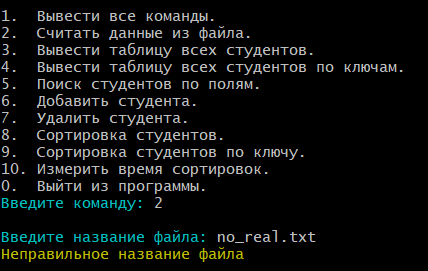 1.  Вывести все команды.
2.  Считать данные из файла.
3.  Вывести таблицу всех студентов.
4.  Вывести таблицу всех студентов по ключам.
5.  Поиск студентов по полям.
6.  Добавить студента.
7.  Удалить студента.
8.  Сортировка студентов.
9.  Сортировка студентов по ключу.
10. Измерить время сортировок.
0.  Выйти из программы.
Введите команду: 2
Введите название файла: no_real.txt
Неправильное название файла